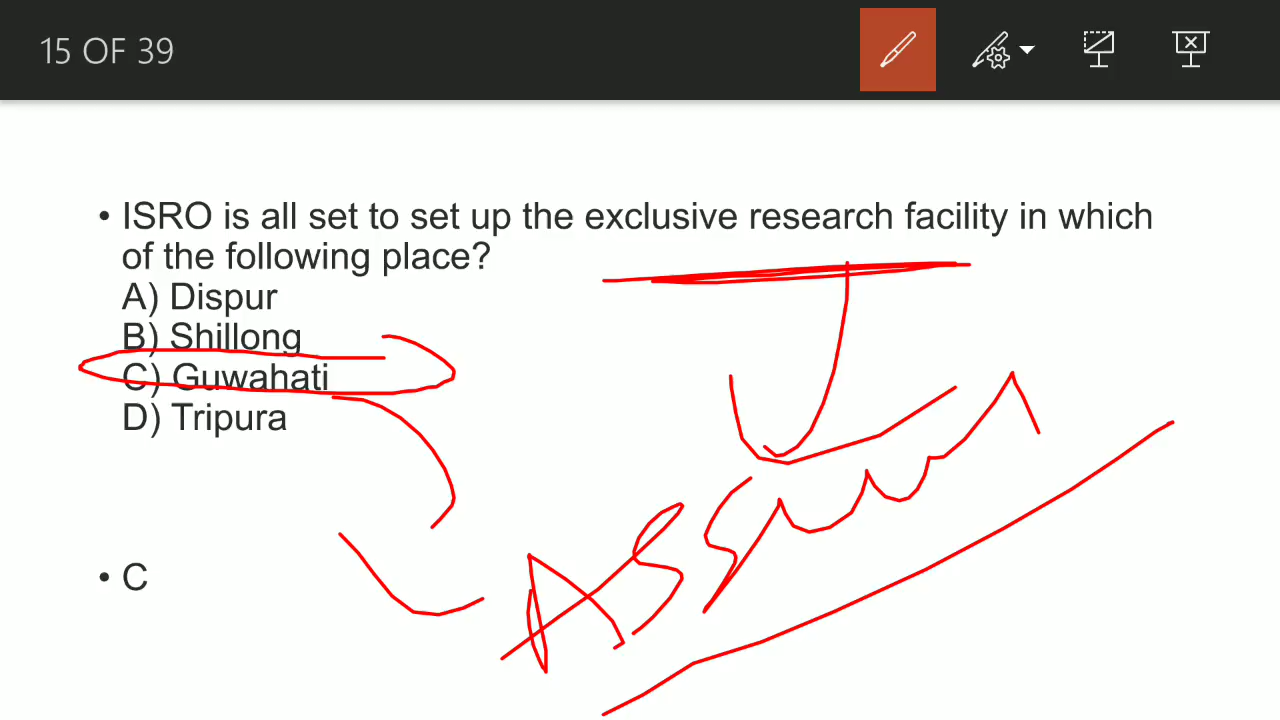 15 OF 39
• ISRO is all set to set up the exclusive research facility in which
of the following place?
A) Dispur
B) Shillong
C) Guwahati
D) Tripura
Assam
• C